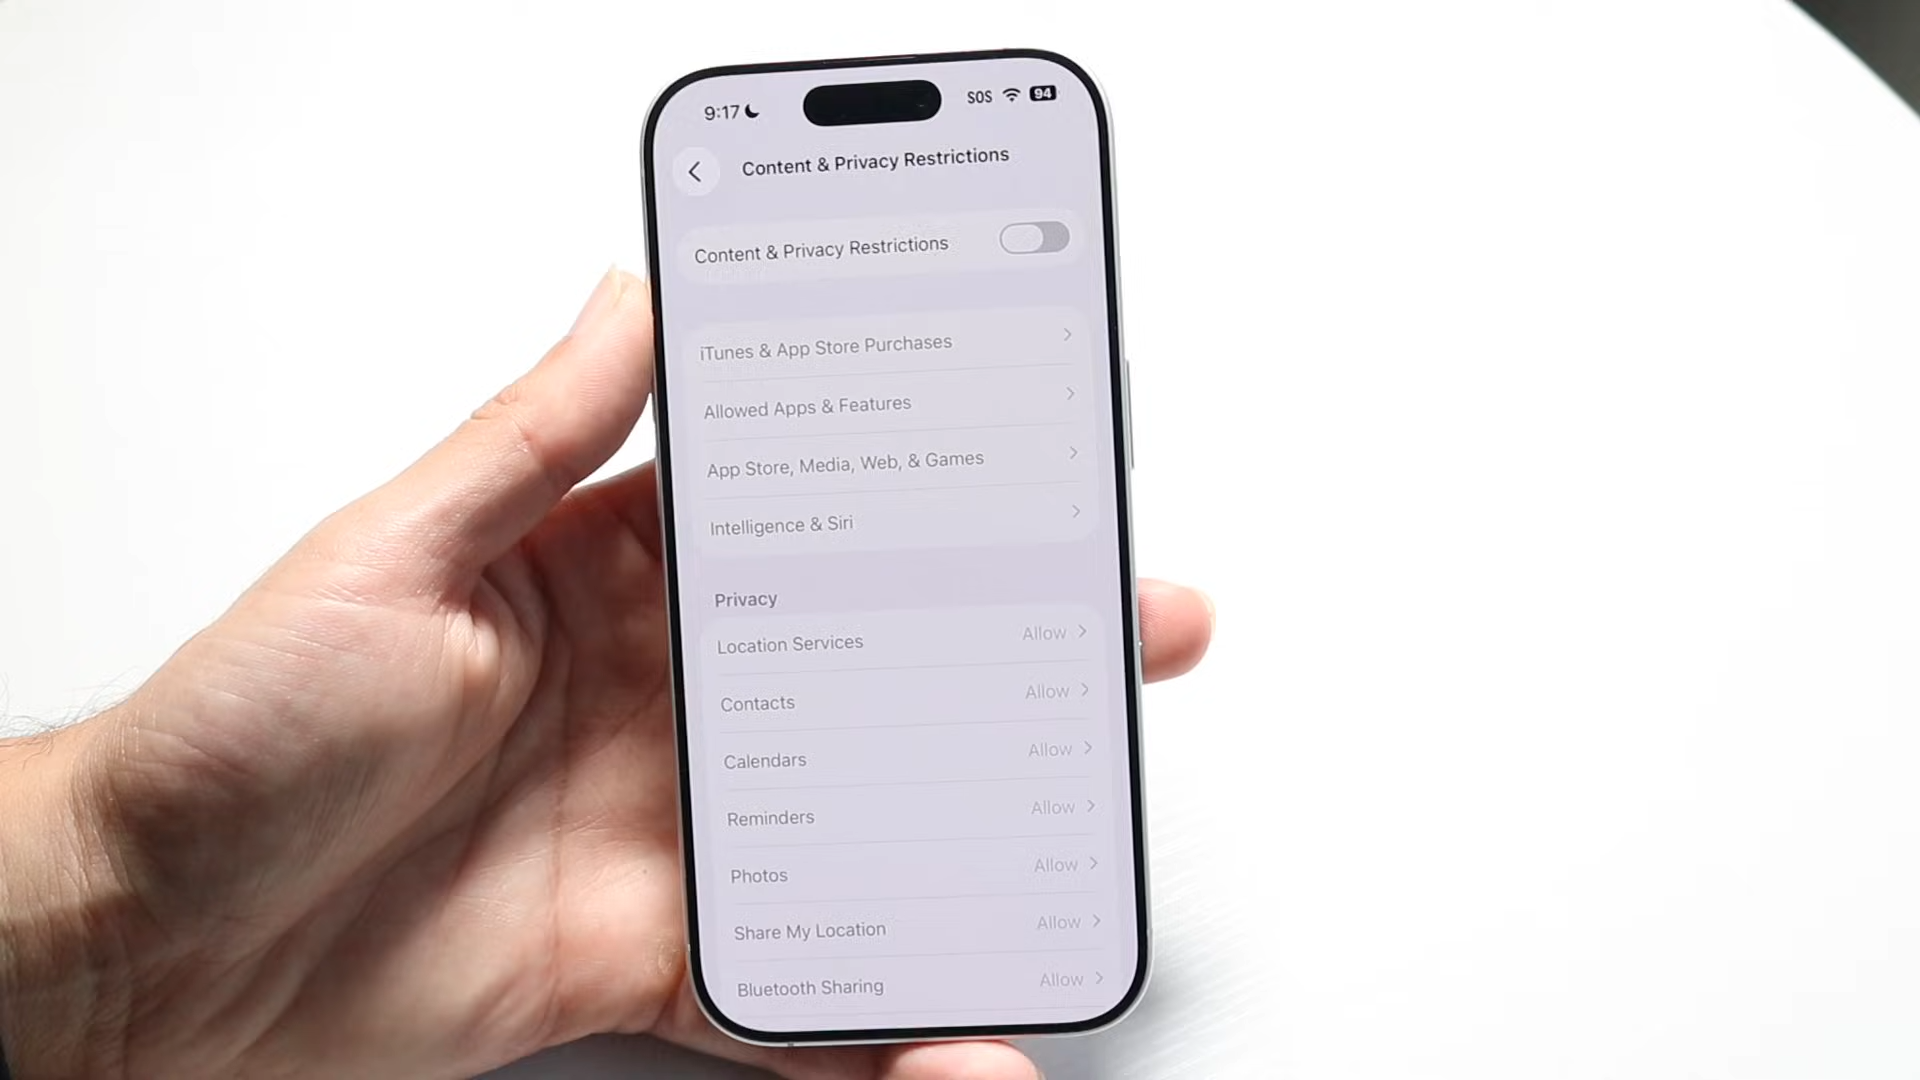 9:17
SOS 94
Content & Privacy Restrictions
Content & Privacy Restrictions
iTunes & App Store Purchases
Allowed Apps & Features
App Store, Media, Web, & Games
Intelligence & Siri
Privacy
Location Services Allow
Contacts Allow
Calendars Allow
Reminders Allow
Photos Allow
Share My Location Allow
Bluetooth Sharing Allow